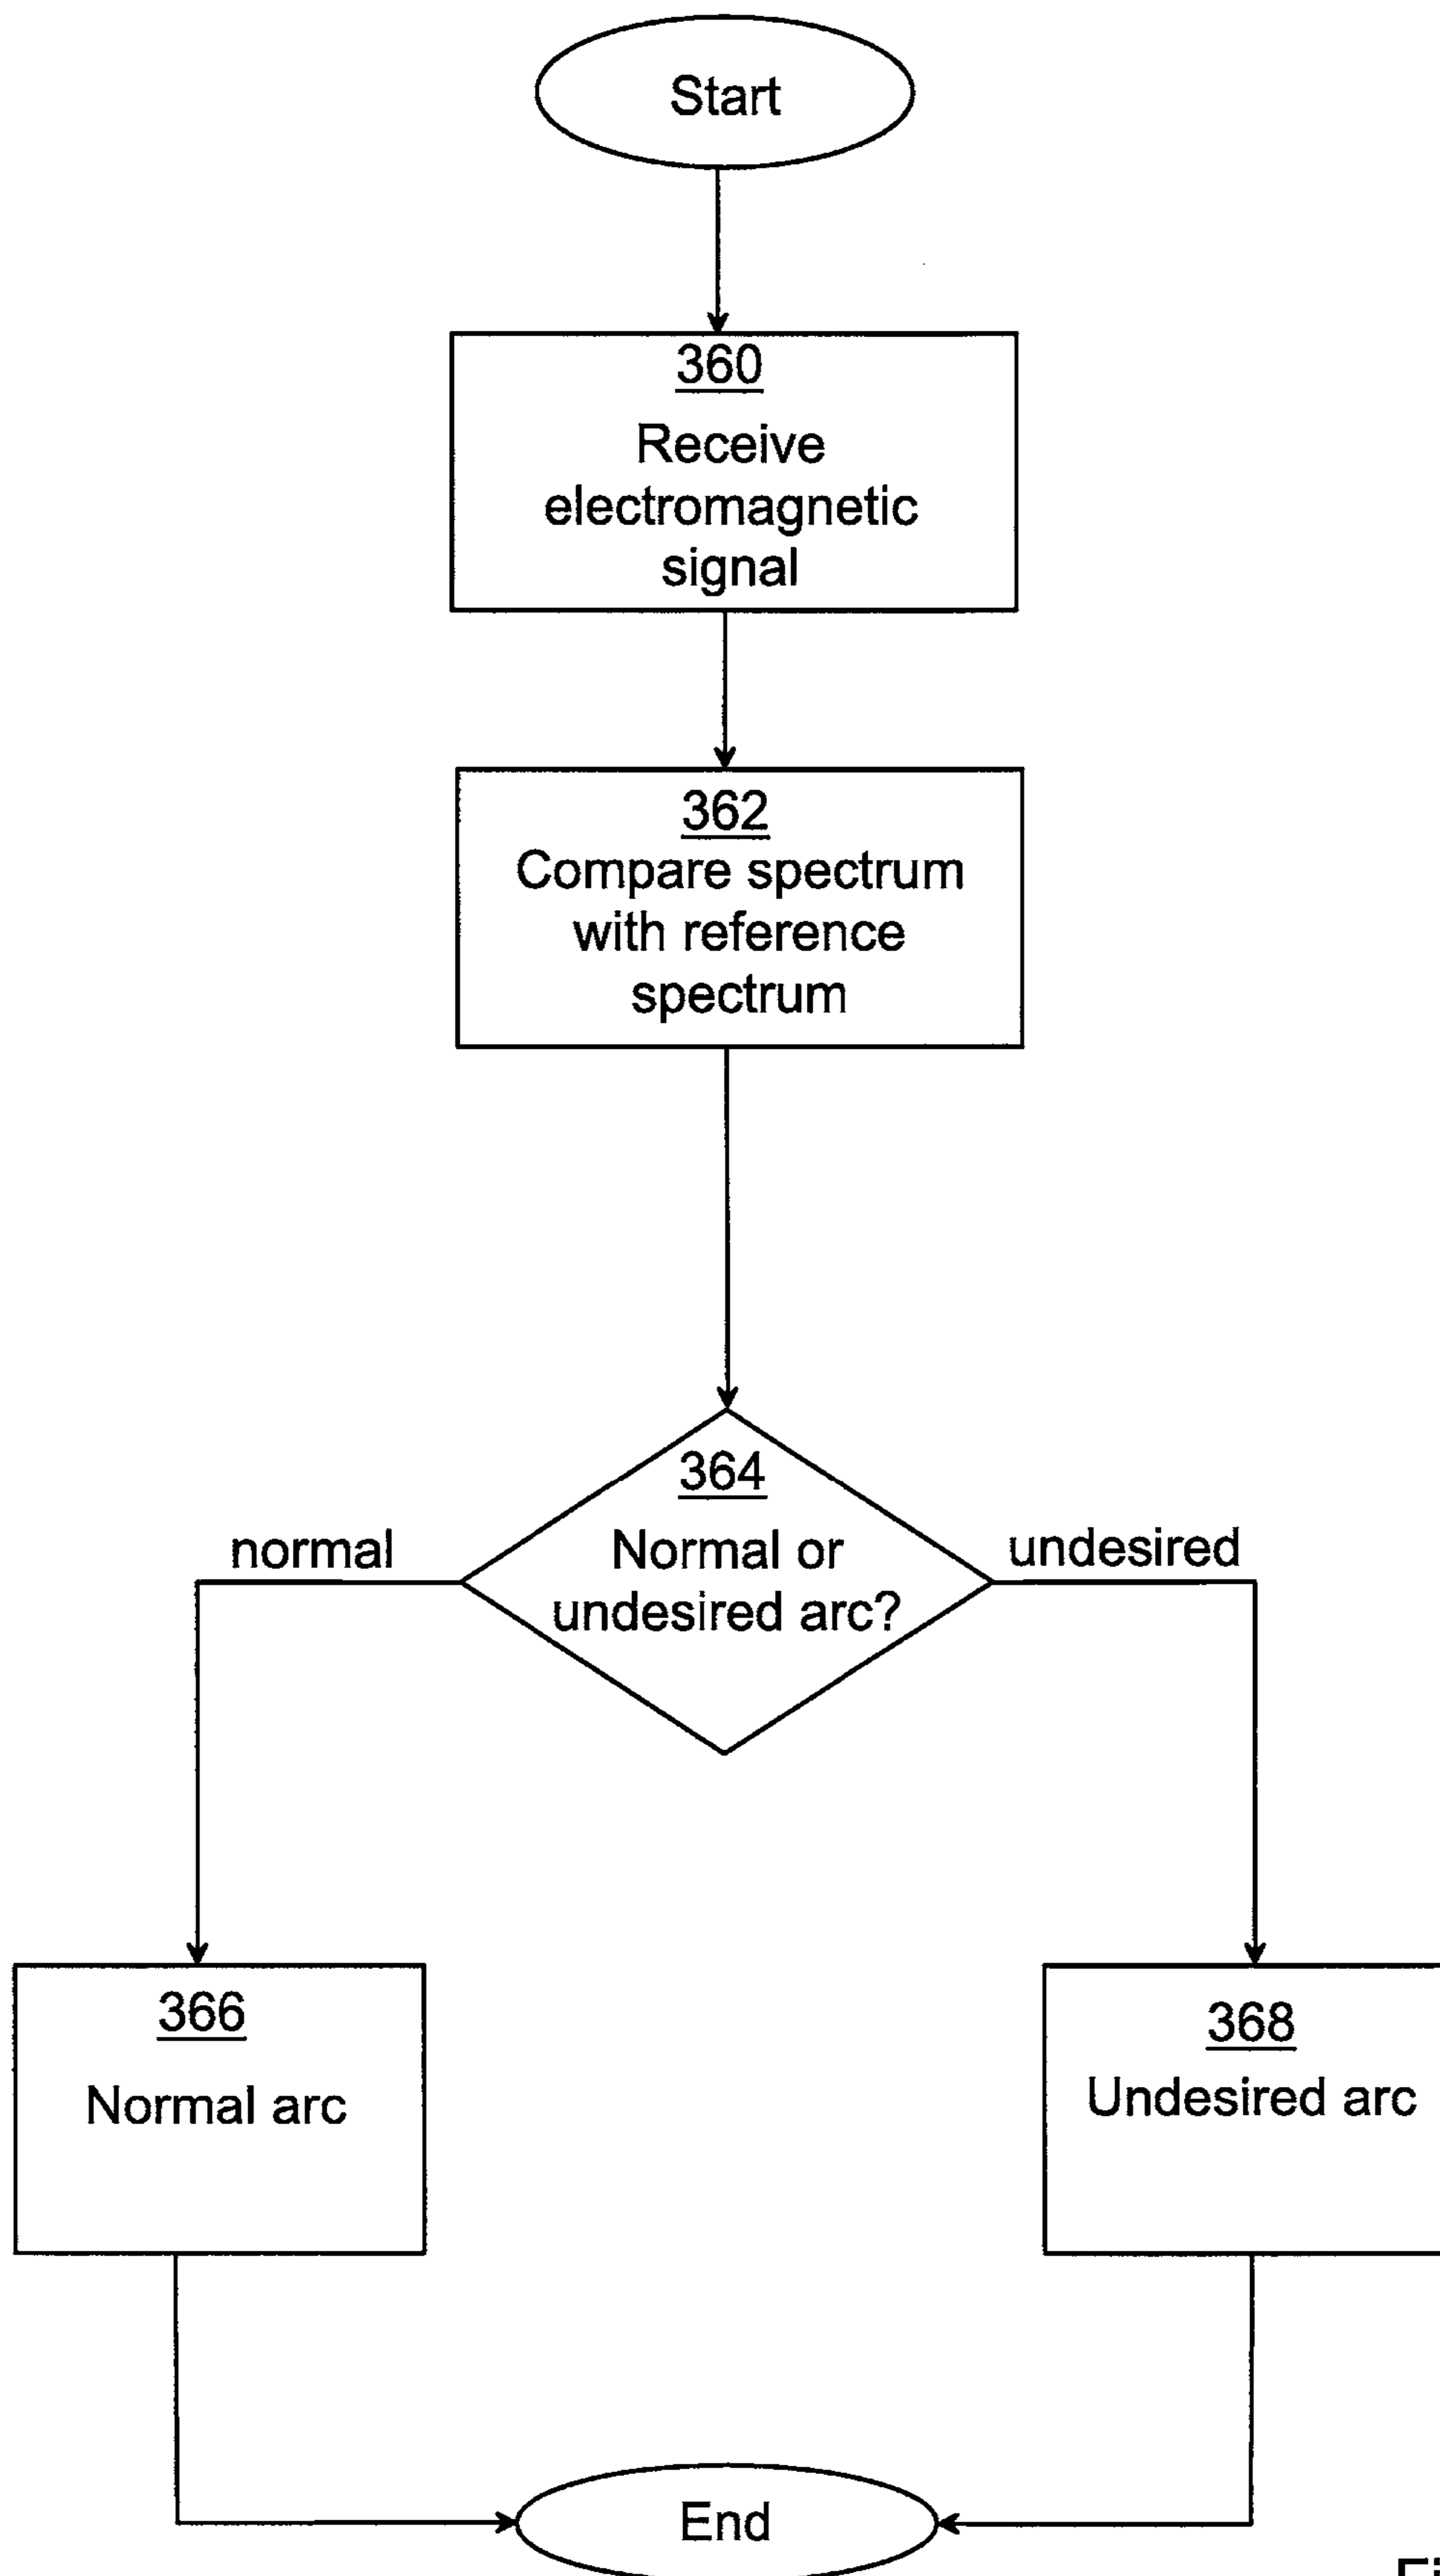 Start
360
Receive
electromagnetic
signal
362
Compare spectrum
with reference
spectrum
364
Normal or
undesired arc?
normal
undesired
366
Normal arc
368
Undesired arc
End